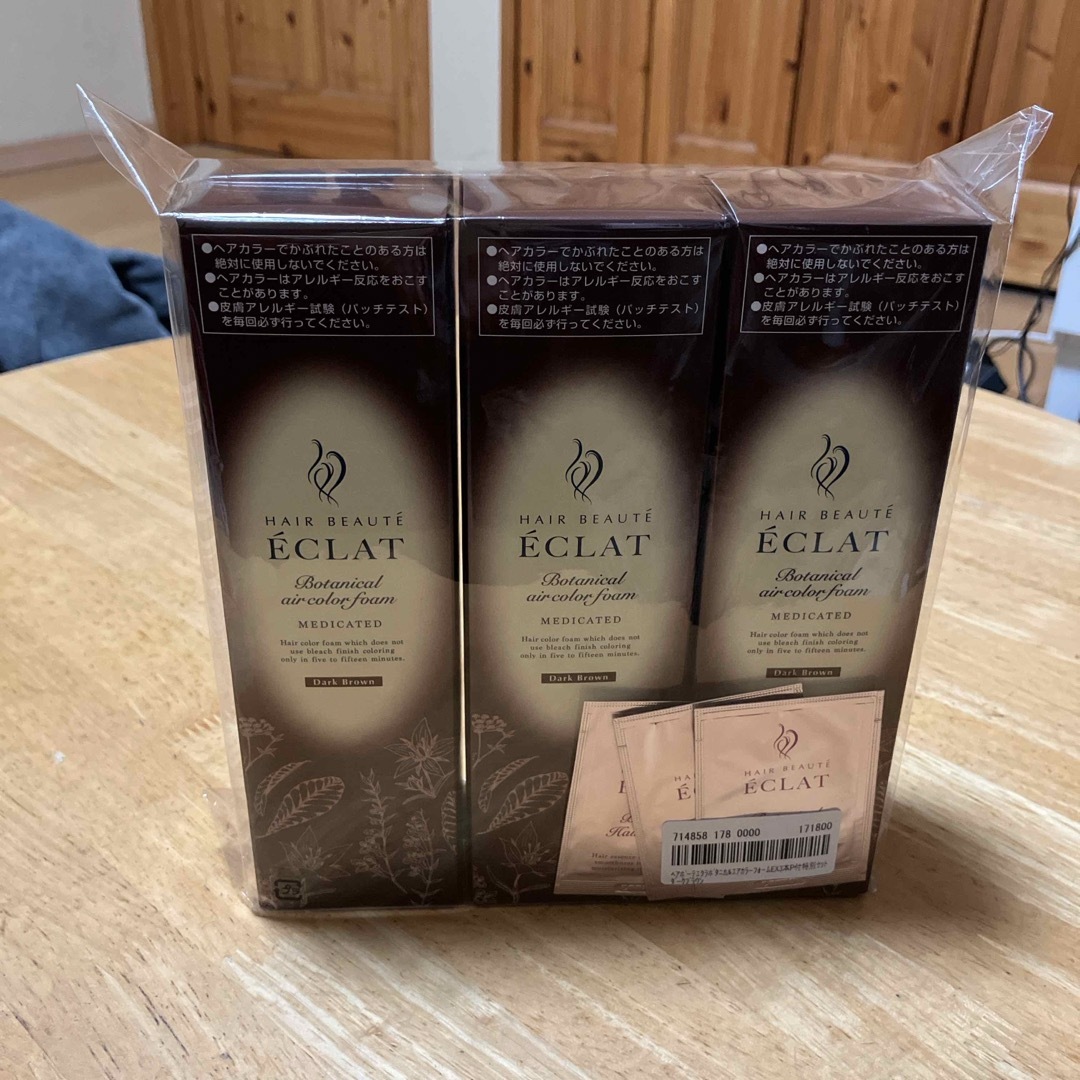 ●ヘアカラーでかぶれたことのある方は
絶対に使用しないでください。
●ヘアカラーはアレルギー反応をおこす
ことがあります。
●皮膚アレルギー試験（パッチテスト）
を毎回必ず行ってください。
HAIR BEAUTÉ
ÉCLAT
Botanical
air color foam
MEDICATED
Hair color foam which does not
use bleach finish coloring
only in five to fifteen minutes.
Dark Brown
●ヘアカラーでかぶれたことのある方は
絶対に使用しないでください。
●ヘアカラーはアレルギー反応をおこす
ことがあります。
●皮膚アレルギー試験（パッチテスト）
を毎回必ず行ってください。
HAIR BEAUTÉ
ÉCLAT
Botanical
air color foam
MEDICATED
Hair color foam which does not
use bleach finish coloring
only in five to fifteen minutes.
Dark Brown
●ヘアカラーでかぶれたことのある方は
絶対に使用しないでください。
●ヘアカラーはアレルギー反応をおこす
ことがあります。
●皮膚アレルギー試験（パッチテスト）
を毎回必ず行ってください。
HAIR BEAUTÉ
ÉCLAT
Botanical
air color foam
MEDICATED
Hair color foam which does not
use bleach finish coloring
only in five to fifteen minutes.
Dark Brown
HAIR BEAUTÉ
ÉCLAT
714858 178 0000 171800